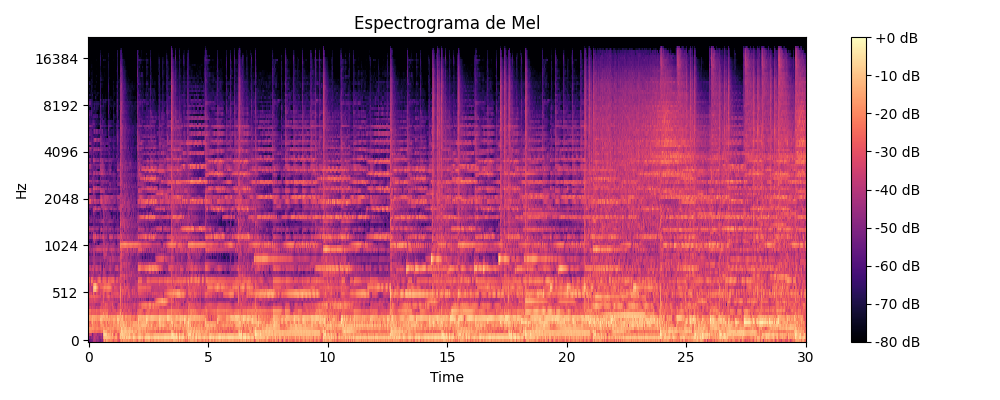 Espectrograma de Mel
Hz
16384
8192
4096
2048
1024
512
0
0 5 10 15 20 25 30
Time
+0 dB
-10 dB
-20 dB
-30 dB
-40 dB
-50 dB
-60 dB
-70 dB
-80 dB